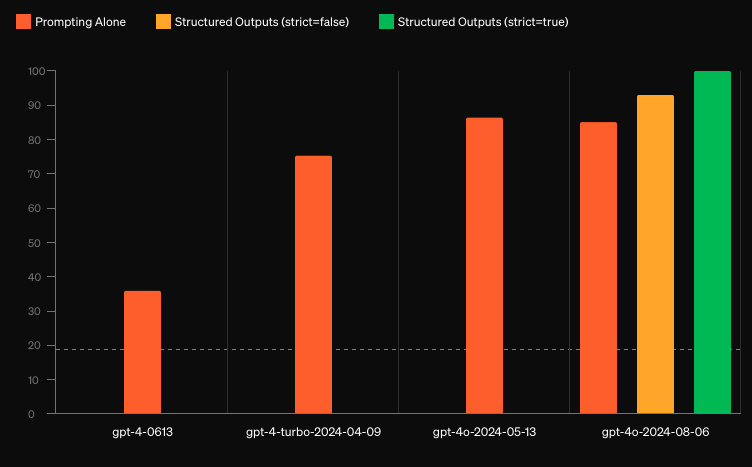 Prompting Alone
Structured Outputs (strict=false)
Structured Outputs (strict=true)
100
90
80
70
60
50
40
30
20
10
0
gpt-4-0613
gpt-4-turbo-2024-04-09
gpt-4o-2024-05-13
gpt-4o-2024-08-06